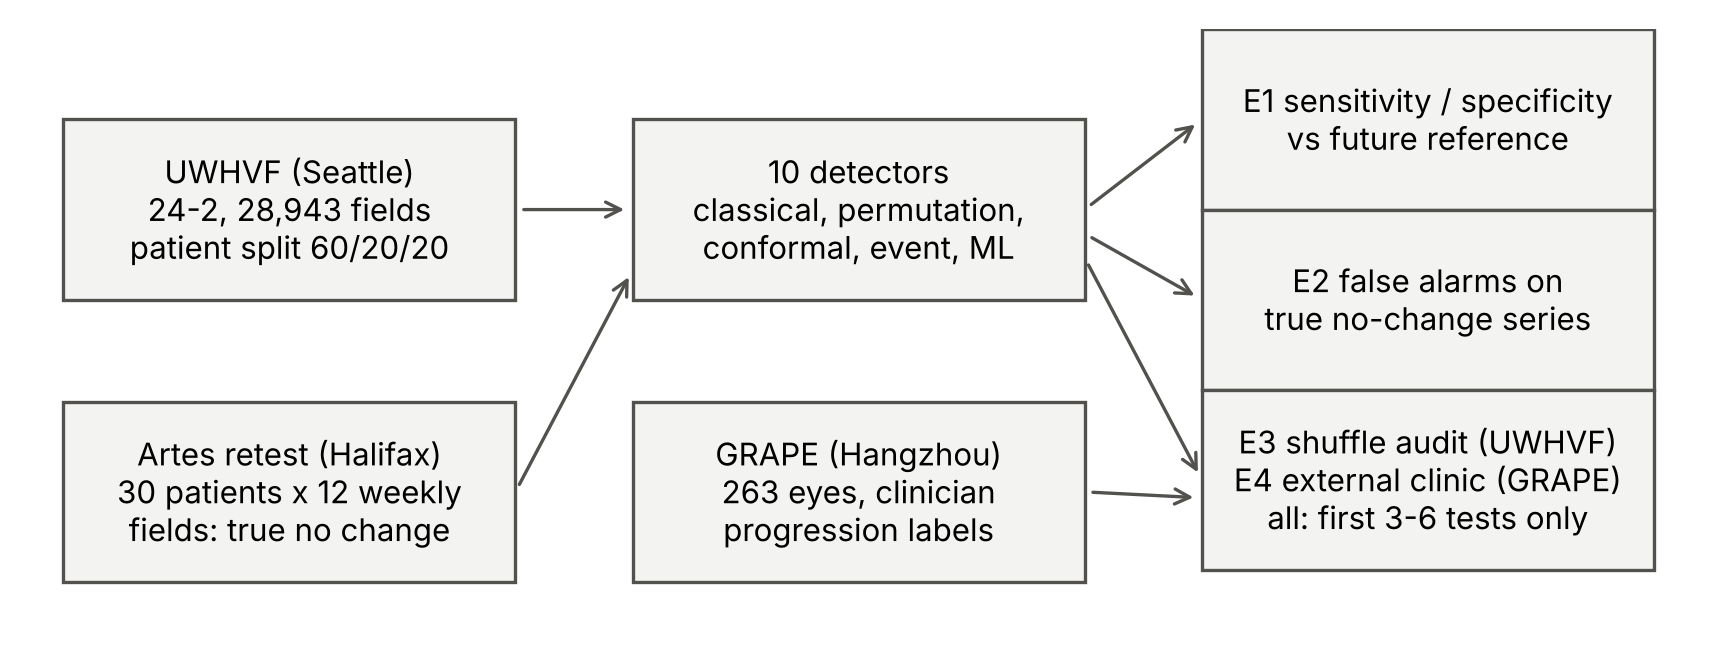 UWHVF (Seattle)
24-2, 28,943 fields
patient split 60/20/20
Artes retest (Halifax)
30 patients x 12 weekly
fields: true no change
10 detectors
classical, permutation,
conformal, event, ML
GRAPE (Hangzhou)
263 eyes, clinician
progression labels
E1 sensitivity / specificity
vs future reference
E2 false alarms on
true no-change series
E3 shuffle audit (UWHVF)
E4 external clinic (GRAPE)
all: first 3-6 tests only